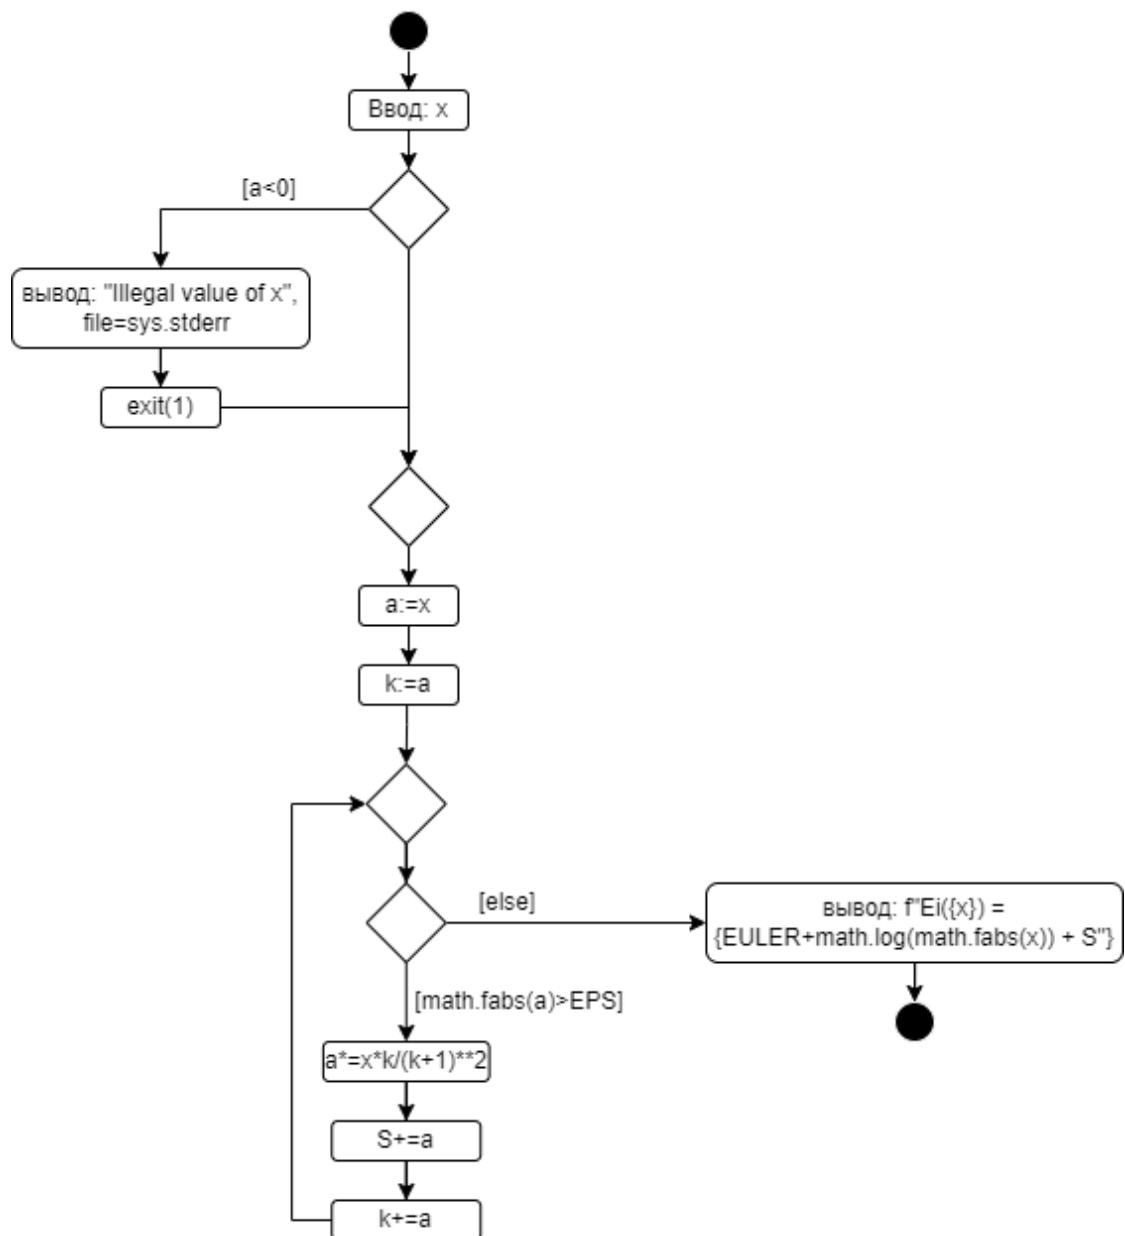 Ввод: x
[a<0]
вывод: "Illegal value of x",
file=sys.stderr
exit(1)
a:=x
k:=a
[else]
вывод: f"Ei({x}) =
{EULER+math.log(math.fabs(x)) + S"}
[math.fabs(a)>EPS]
a*=x*k/(k+1)**2
S+=a
k+=a